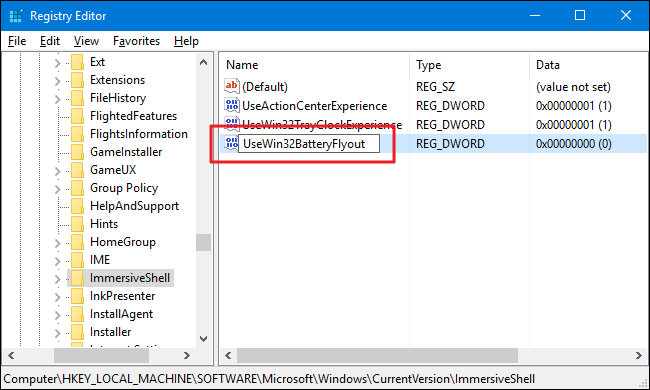 Registry Editor
File Edit View Favorites Help
Ext
Extensions
FileHistory
FlightedFeatures
FlightsInformation
GameInstaller
GameUX
Group Policy
HelpAndSupport
Hints
HomeGroup
IME
ImmersiveShell
InkPresenter
InstallAgent
Installer
Name Type Data
(Default) REG_SZ (value not set)
UseActionCenterExperience REG_DWORD 0x00000001 (1)
UseWin32TrayClockExperience REG_DWORD 0x00000001 (1)
UseWin32BatteryFlyout REG_DWORD 0x00000000 (0)
Computer\HKEY_LOCAL_MACHINE\SOFTWARE\Microsoft\Windows\CurrentVersion\ImmersiveShell